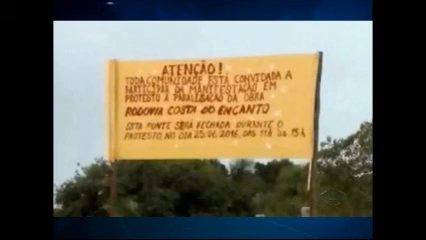 ATENÇÃO!
TODA COMUNIDADE ESTÁ CONVIDADA A
PARTICIPAR DA MANIFESTAÇÃO EM
PROTESTO A PARALIZAÇÃO DA OBRA
RODOVIA COSTA DO ENCANTO
ESTA PONTE SERÁ FECHADA DURANTE O
PROTESTO, NO DIA 25.06.2016, DAS 11h ÀS 15h